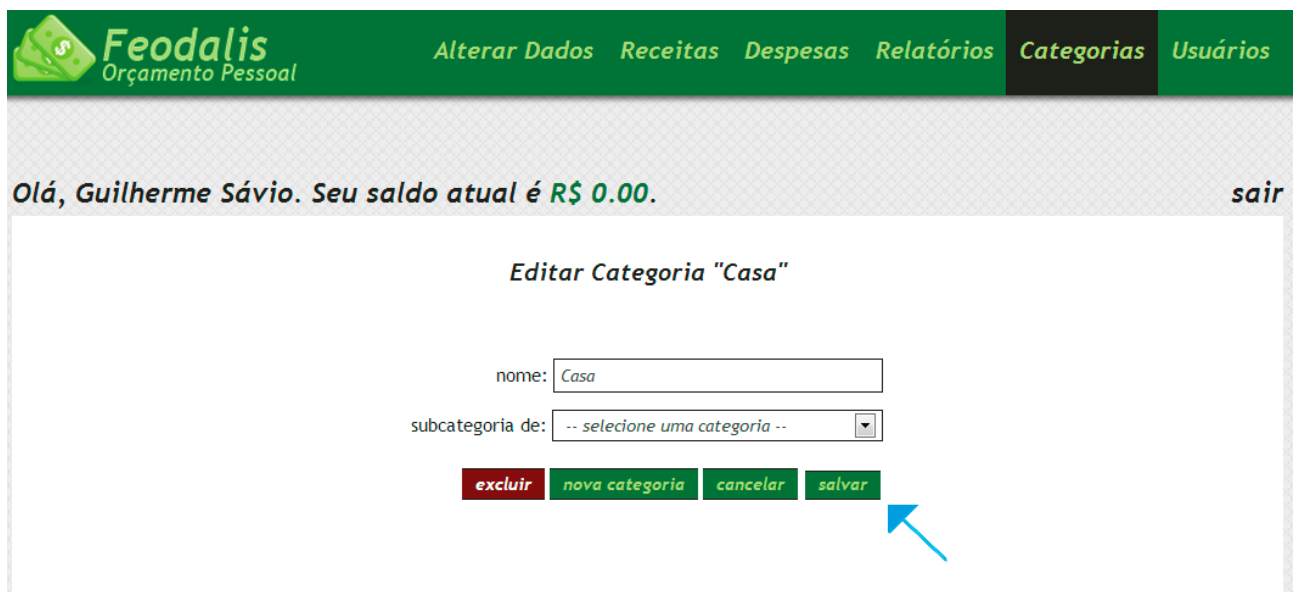 Feodalis
Orçamento Pessoal
Alterar Dados Receitas Despesas Relatórios Categorias Usuários
Olá, Guilherme Sávio. Seu saldo atual é R$ 0.00. sair
Editar Categoria "Casa"
nome: Casa
subcategoria de: -- selecione uma categoria --
excluir nova categoria cancelar salvar